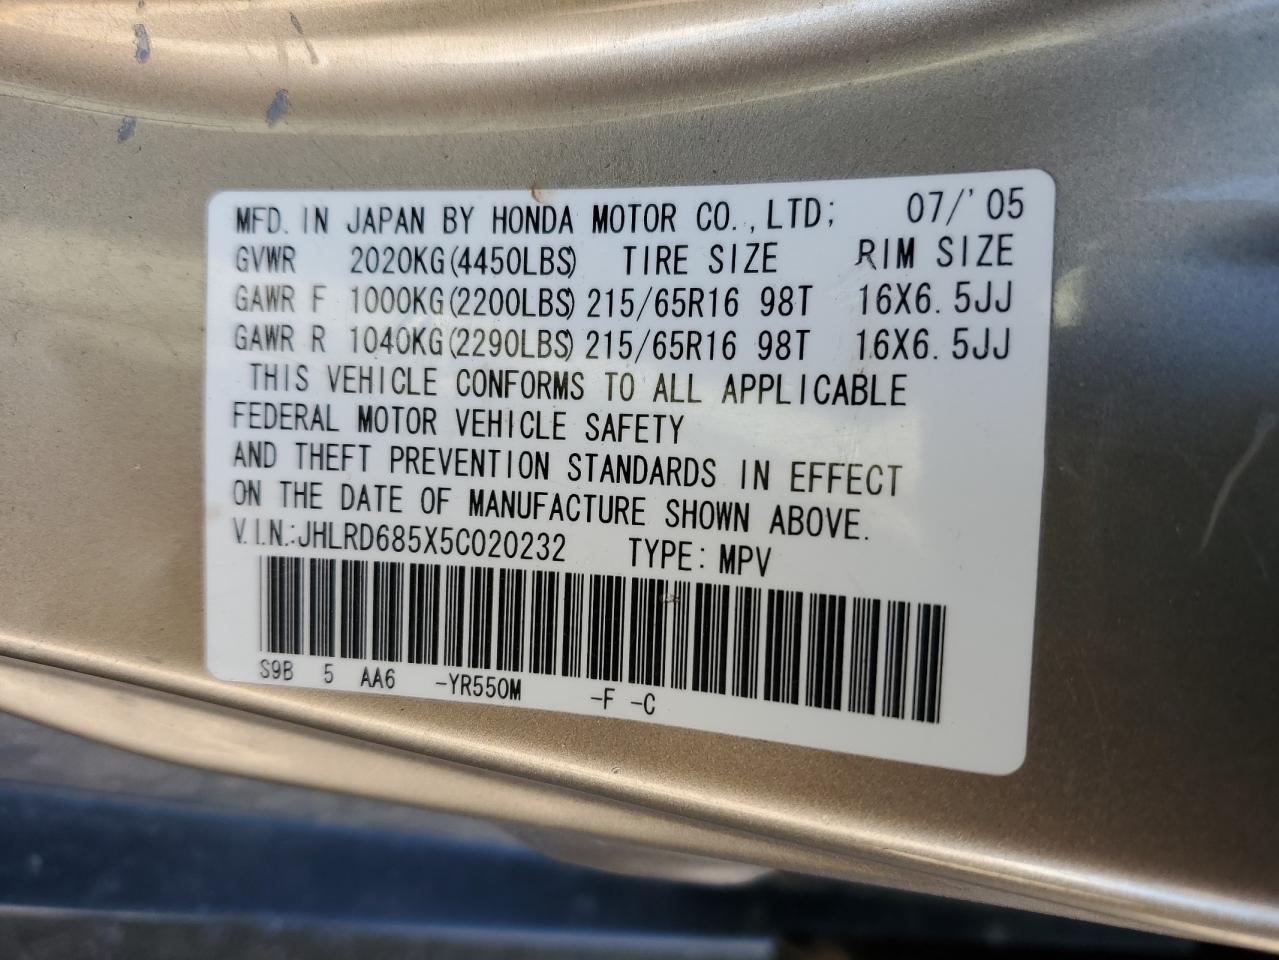 MFD. IN JAPAN BY HONDA MOTOR CO., LTD; 07/'05
GVWR 2020KG(4450LBS) TIRE SIZE RIM SIZE
GAWR F 1000KG(2200LBS) 215/65R16 98T 16X6.5JJ
GAWR R 1040KG(2290LBS) 215/65R16 98T 16X6.5JJ
THIS VEHICLE CONFORMS TO ALL APPLICABLE
FEDERAL MOTOR VEHICLE SAFETY
AND THEFT PREVENTION STANDARDS IN EFFECT
ON THE DATE OF MANUFACTURE SHOWN ABOVE.
V.I.N.:JHLRD685X5C020232 TYPE: MPV
S9B 5 AA6 -YR550M -F -C